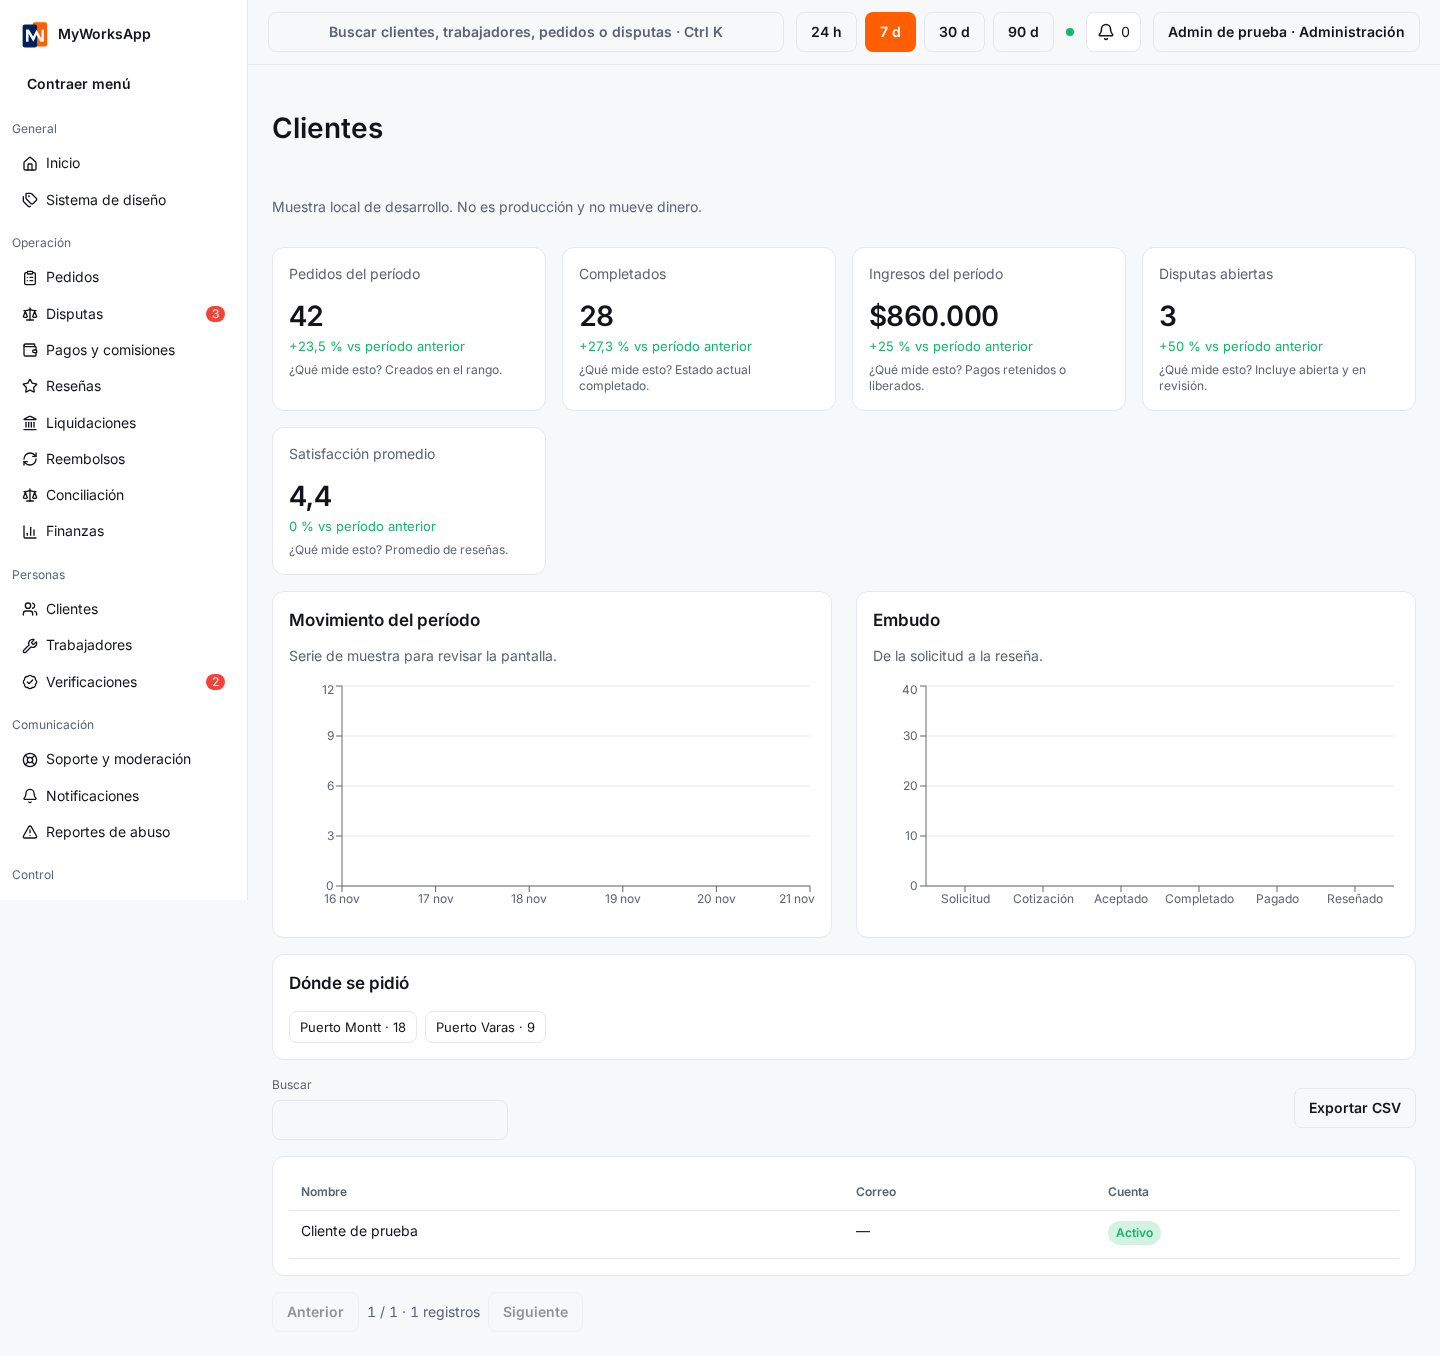 MyWorksApp
Buscar clientes, trabajadores, pedidos o disputas · Ctrl K
24 h
7 d
30 d
90 d
0
Admin de prueba · Administración
Contraer menú
General
Inicio
Sistema de diseño
Operación
Pedidos
Disputas
3
Pagos y comisiones
Reseñas
Liquidaciones
Reembolsos
Conciliación
Finanzas
Personas
Clientes
Trabajadores
Verificaciones
2
Comunicación
Soporte y moderación
Notificaciones
Reportes de abuso
Control
Clientes
Muestra local de desarrollo. No es producción y no mueve dinero.
Pedidos del período
42
+23,5 % vs período anterior
¿Qué mide esto? Creados en el rango.
Completados
28
+27,3 % vs período anterior
¿Qué mide esto? Estado actual
completado.
Ingresos del período
$860.000
+25 % vs período anterior
¿Qué mide esto? Pagos retenidos o
liberados.
Disputas abiertas
3
+50 % vs período anterior
¿Qué mide esto? Incluye abierta y en
revisión.
Satisfacción promedio
4,4
0 % vs período anterior
¿Qué mide esto? Promedio de reseñas.
Movimiento del período
Serie de muestra para revisar la pantalla.
12
9
6
3
0
16 nov
17 nov
18 nov
19 nov
20 nov
21 nov
Embudo
De la solicitud a la reseña.
40
30
20
10
0
Solicitud
Cotización
Aceptado
Completado
Pagado
Reseñado
Dónde se pidió
Puerto Montt · 18
Puerto Varas · 9
Buscar
Exportar CSV
Nombre
Correo
Cuenta
Cliente de prueba
—
Activo
Anterior
1 / 1 · 1 registros
Siguiente